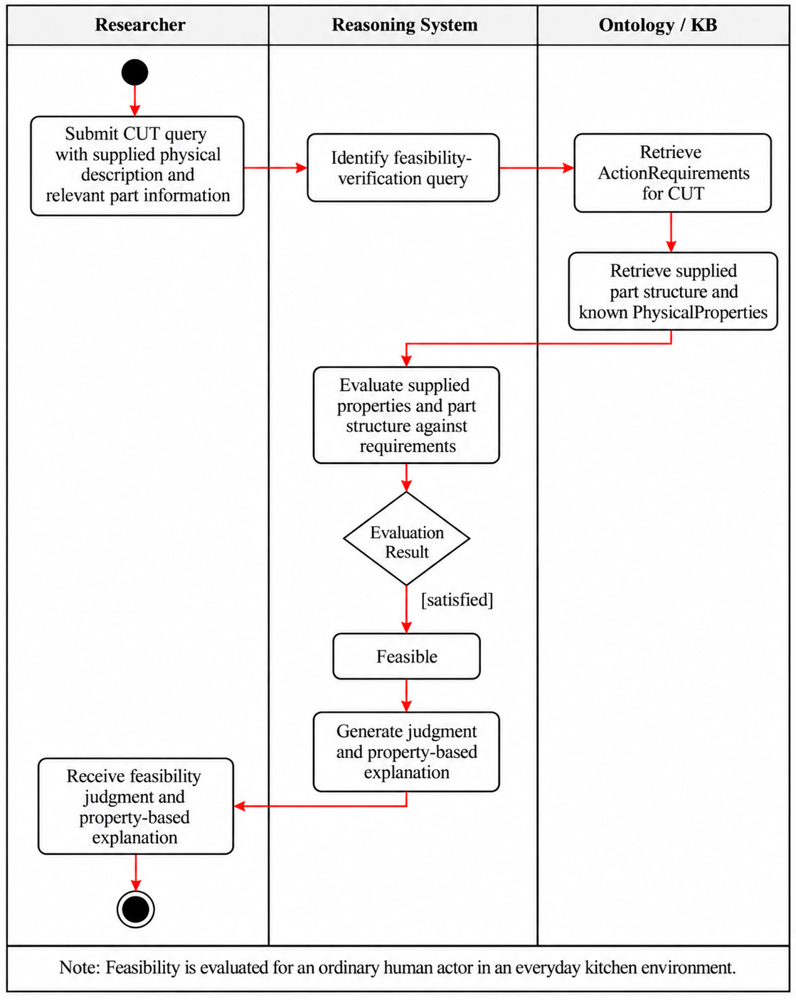 Researcher
Reasoning System
Ontology / KB
Submit CUT query
with supplied physical
description and
relevant part information
Identify feasibility-
verification query
Retrieve
ActionRequirements
for CUT
Retrieve supplied
part structure and
known PhysicalProperties
Evaluate supplied
properties and part
structure against
requirements
Evaluation
Result
[satisfied]
Feasible
Generate judgment
and property-based
explanation
Receive feasibility
judgment and
property-based
explanation
Note: Feasibility is evaluated for an ordinary human actor in an everyday kitchen environment.